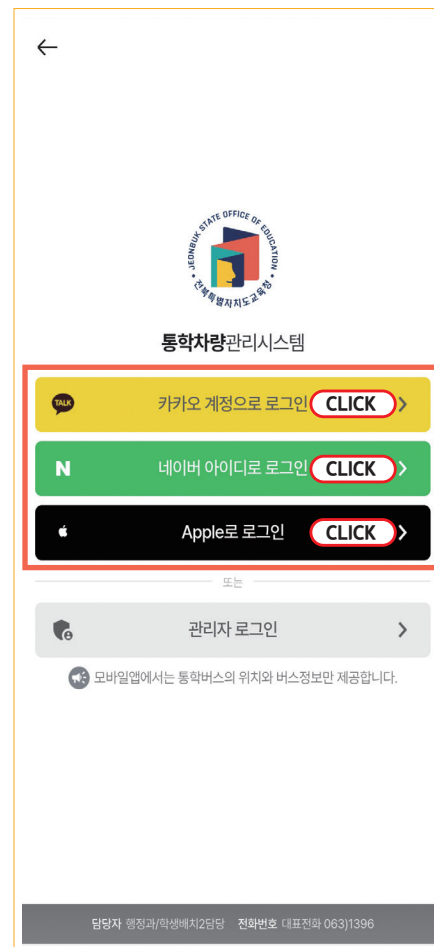 JEONBUK STATE OFFICE OF EDUCATION
전북특별자치도교육청
통학차량관리시스템
TALK 카카오 계정으로 로그인 CLICK
N 네이버 아이디로 로그인 CLICK
Apple로 로그인 CLICK
또는
관리자 로그인
모바일앱에서는 통학버스의 위치와 버스정보만 제공합니다.
담당자 행정과/학생배치2담당 전화번호 대표전화 063)1396